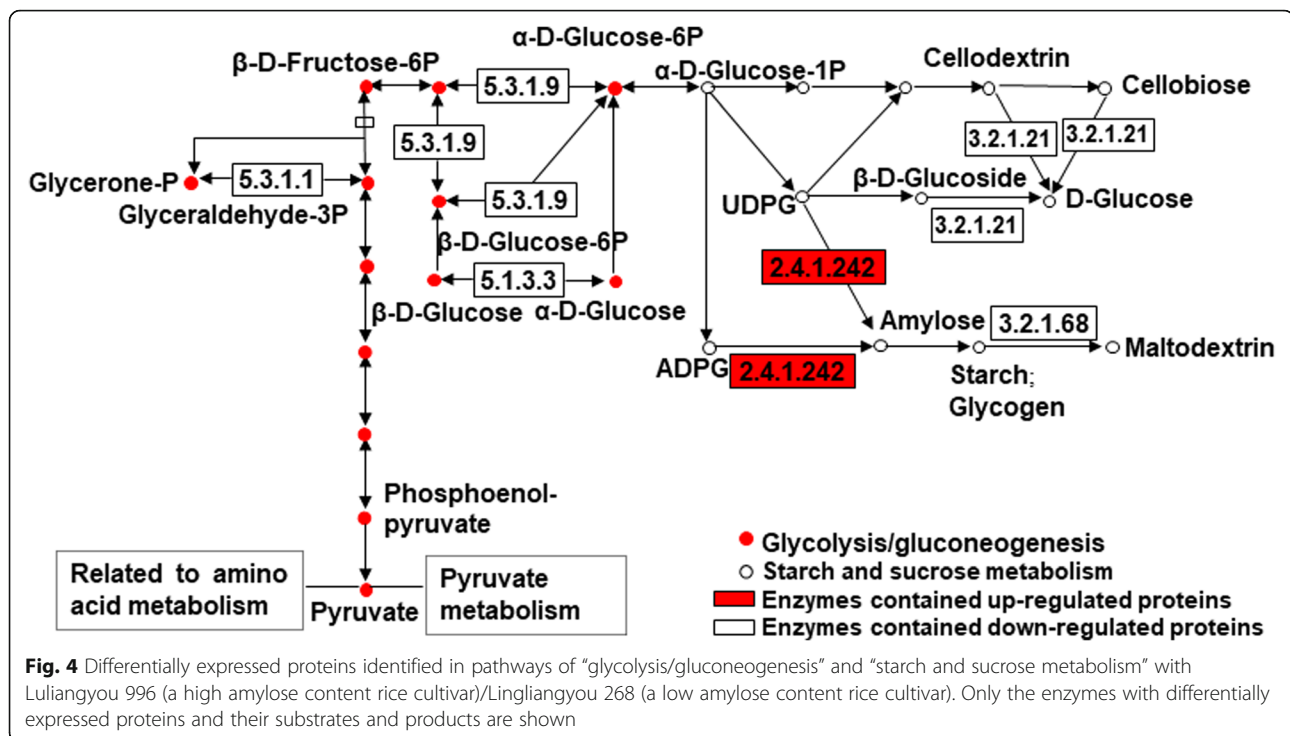 α-D-Glucose-6P
β-D-Fructose-6P
α-D-Glucose-1P
Cellodextrin
5.3.1.9
Cellobiose
5.3.1.9
3.2.1.21
3.2.1.21
Glycerone-P
5.3.1.1
5.3.1.9
β-D-Glucoside
D-Glucose
Glyceraldehyde-3P
UDPG
3.2.1.21
β-D-Glucose-6P
2.4.1.242
5.1.3.3
β-D-Glucose
α-D-Glucose
Amylose
3.2.1.68
ADPG
2.4.1.242
Maltodextrin
Starch;
Glycogen
Phosphoenol-
pyruvate
Related to amino
acid metabolism
Pyruvate
Pyruvate
metabolism
Glycolysis/gluconeogenesis
Starch and sucrose metabolism
Enzymes contained up-regulated proteins
Enzymes contained down-regulated proteins
Fig. 4 Differentially expressed proteins identified in pathways of “glycolysis/gluconeogenesis” and “starch and sucrose metabolism” with
Luliangyou 996 (a high amylose content rice cultivar)/Lingliangyou 268 (a low amylose content rice cultivar). Only the enzymes with differentially
expressed proteins and their substrates and products are shown